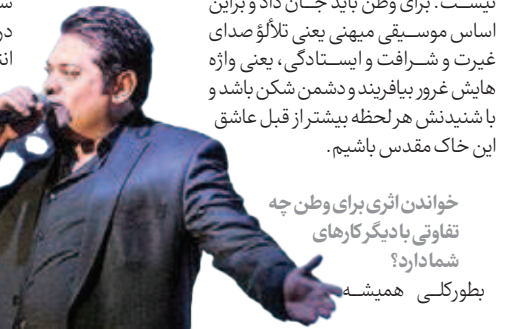 نیست. برای وطن باید جان داد و براین
اساس موسیقی میهنی یعنی تلألؤ صدای
غیرت و شرافت و ایستادگی، یعنی واژه
هایش غرور بیافریند و دشمن شکن باشد و
با شنیدنش هر لحظه بیشتر از قبل عاشق
این خاک مقدس باشیم.
خواندن اثری برای وطن چه
تفاوتی با دیگر کارهای
شما دارد؟
بطورکلی همیشه